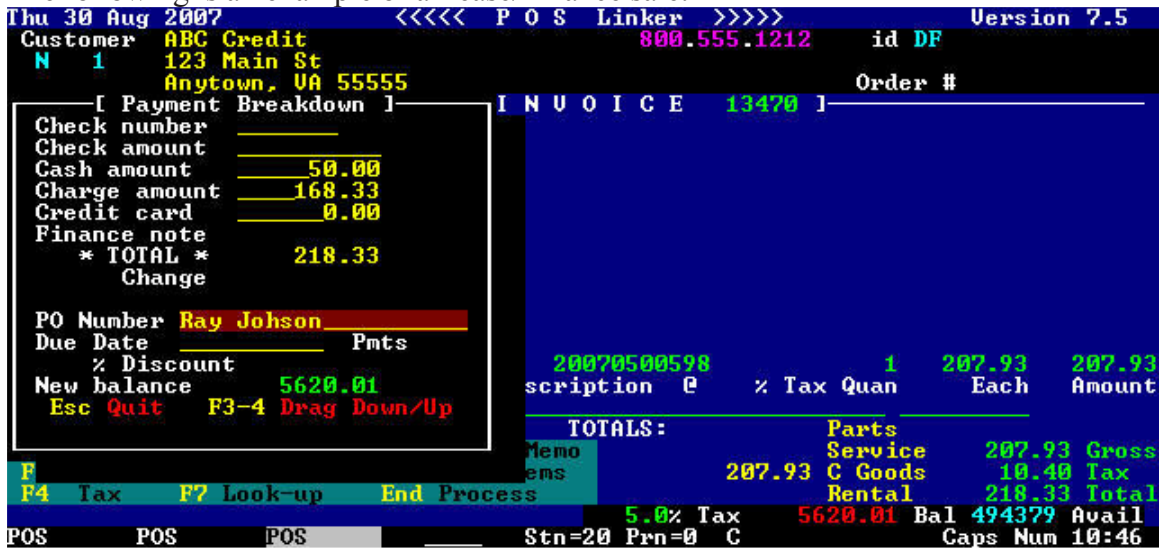 Thu 30 Aug 2007 <<<<< P O S Linker >>>>> Version 7.5
Customer ABC Credit 800.555.1212 id DF
N 1 123 Main St
Anytown, VA 55555 Order #
[ Payment Breakdown ] I N V O I C E 13470 ]
Check number
Check amount
Cash amount 50.00
Charge amount 168.33
Credit card 0.00
Finance note
* TOTAL * 218.33
Change
PO Number Ray Johson
Due Date Pmts
% Discount 20070500598 1 207.93 207.93
New balance 5620.01 scription @ % Tax Quan Each Amount
Esc Quit F3-4 Drag Down/Up
TOTALS: Parts
Memo Service 207.93 Gross
F ems 207.93 C Goods 10.40 Tax
F4 Tax F7 Look-up End Process Rental 218.33 Total
5.0% Tax 5620.01 Bal 494379 Avail
POS POS POS Stn=20 Prn=0 C Caps Num 10:46